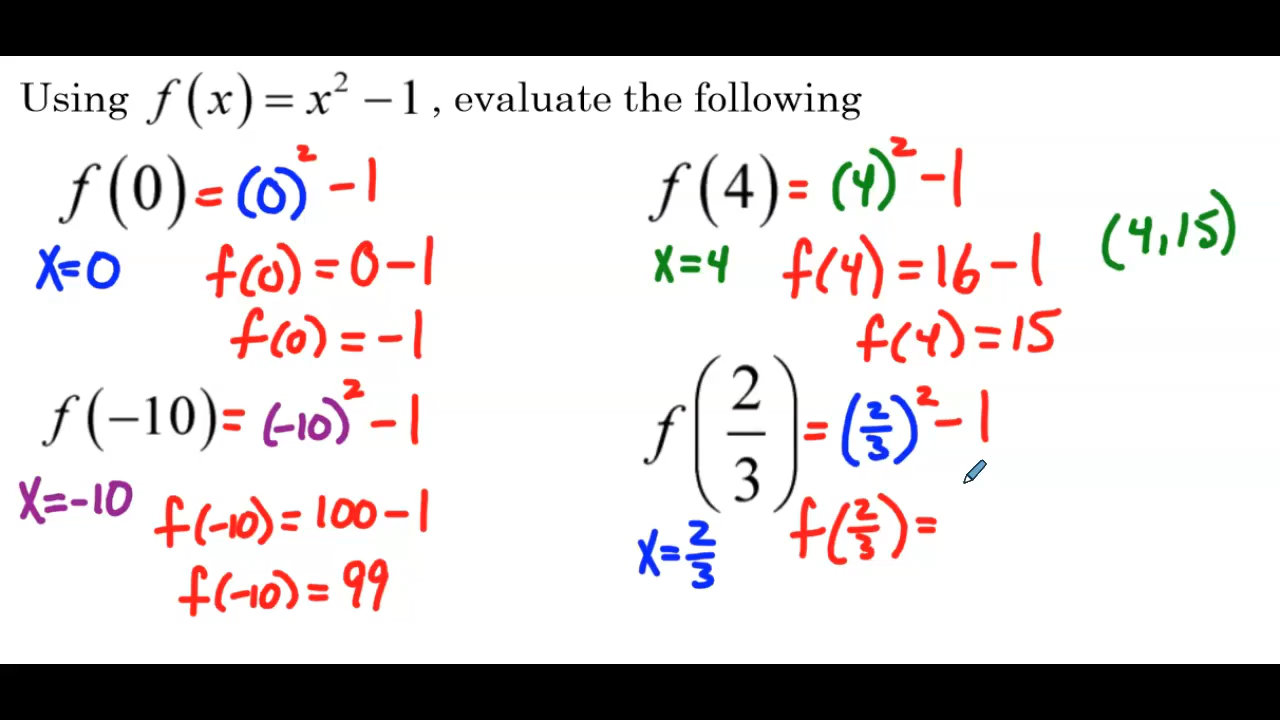 Using f(x) = x² − 1, evaluate the following
f(0) = (0)² − 1
x=0
f(0) = 0 − 1
f(0) = −1
f(4) = (4)² − 1
x=4
f(4) = 16 − 1
(4,15)
f(4) = 15
f(−10) = (−10)² − 1
x=−10
f(−10) = 100 − 1
f(−10) = 99
f(2/3) = (2/3)² − 1
x=2/3
f(2/3) =